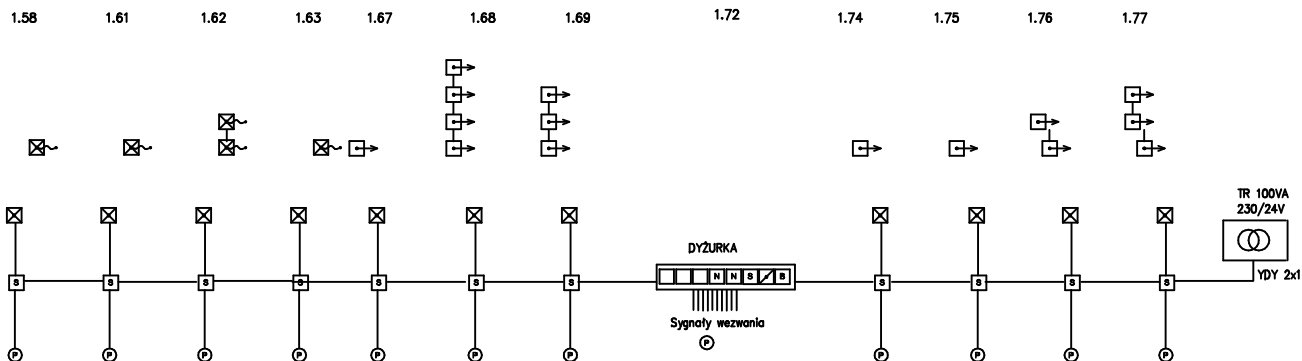 1.58 1.61 1.62 1.63 1.67 1.68 1.69 1.72 1.74 1.75 1.76 1.77
TR 100VA
230/24V
DYŻURKA
N N S B
S S S S S S S S S S S
YDY 2x1
Sygnały wezwania
P
P P P P P P P P P P P